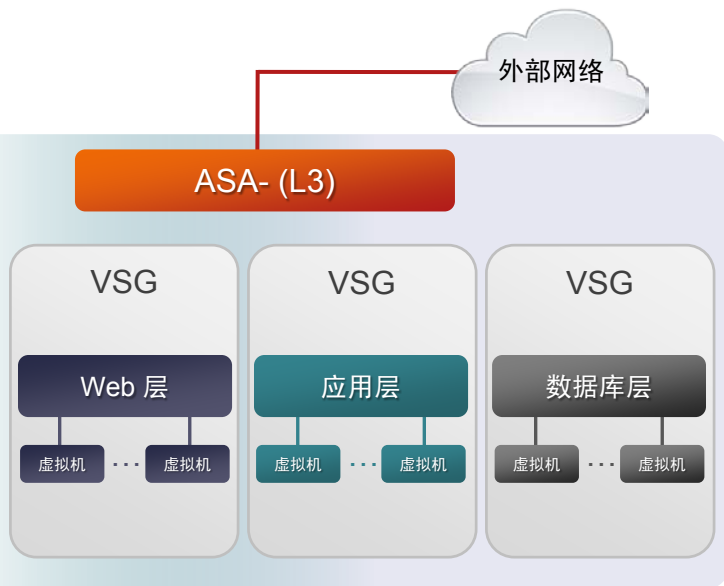 外部网络
ASA- (L3)
VSG
VSG
VSG
Web 层
应用层
数据库层
虚拟机 ··· 虚拟机
虚拟机 ··· 虚拟机
虚拟机 ··· 虚拟机